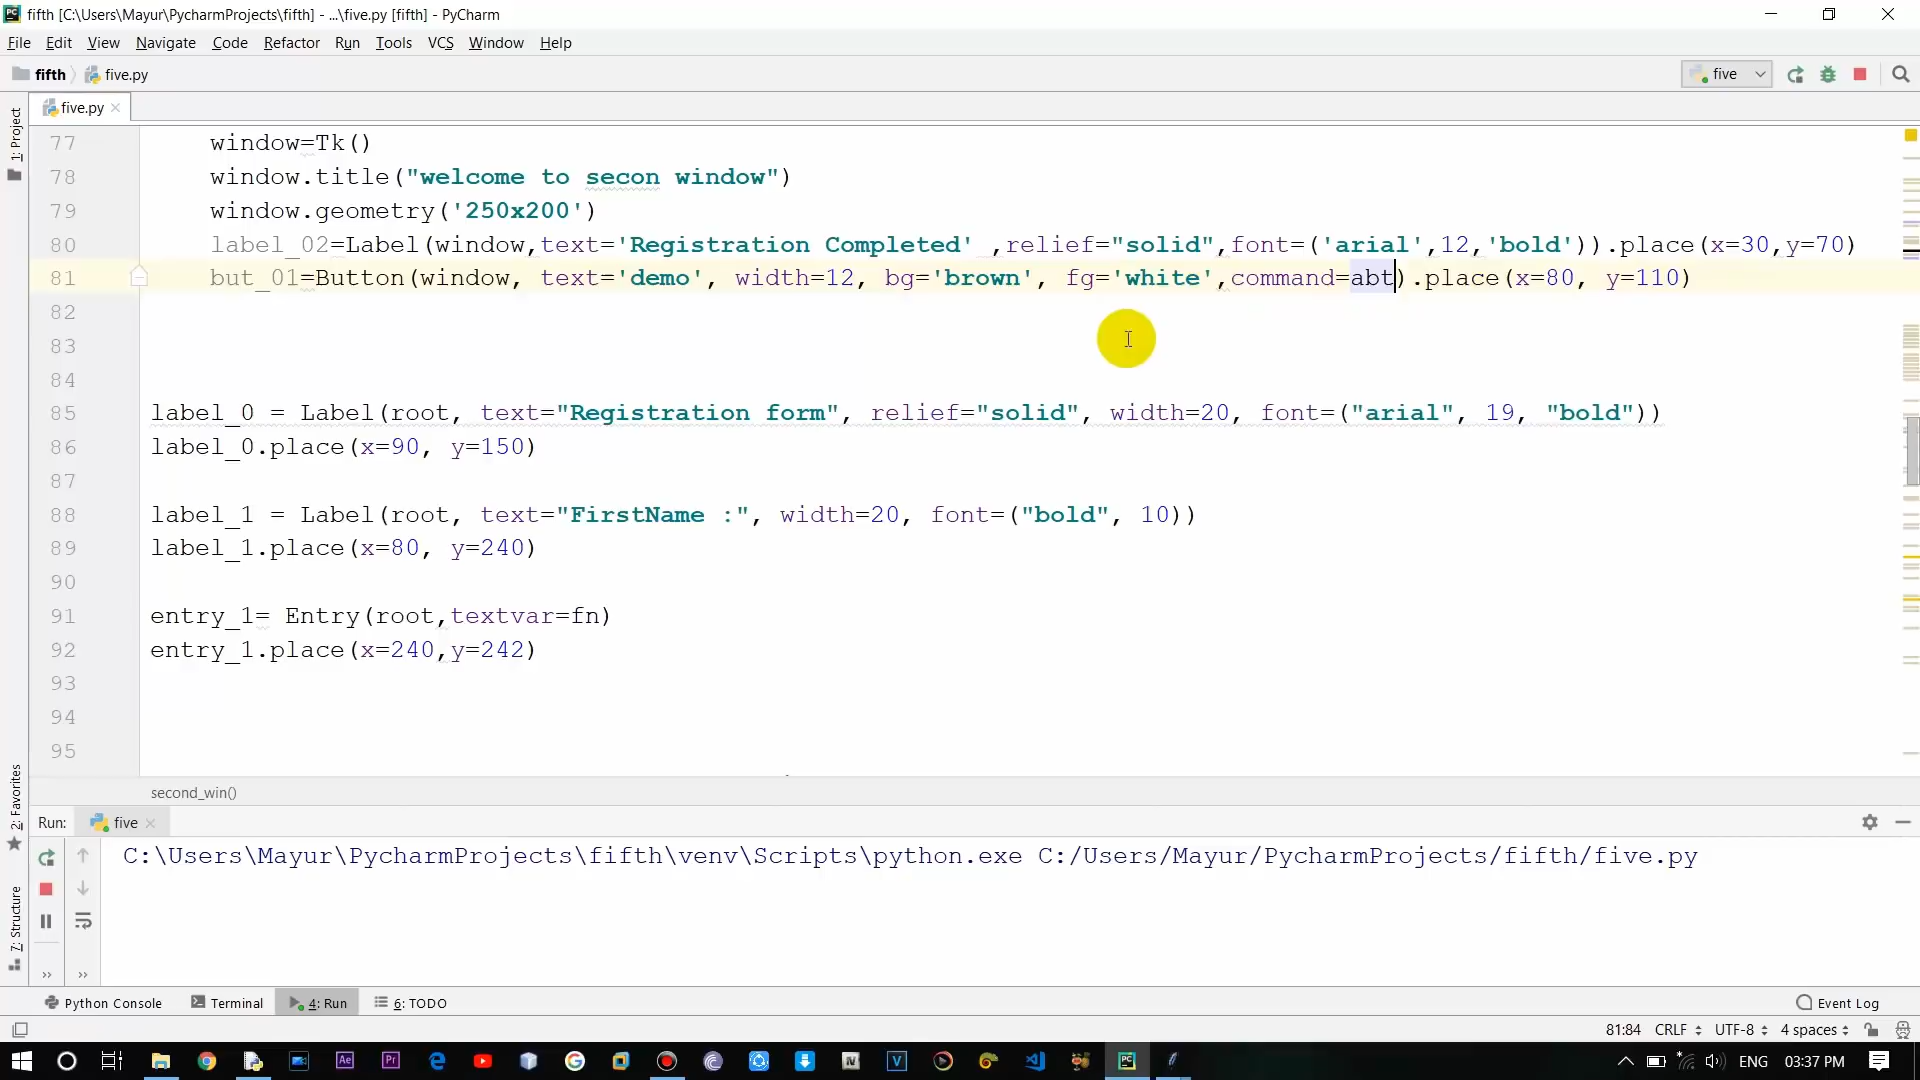 fifth [C:\Users\Mayur\PycharmProjects\fifth] - ...\five.py [fifth] - PyCharm
File Edit View Navigate Code Refactor Run Tools VCS Window Help
fifth five.py five
five.py
1: Project
77 window=Tk()
78 window.title("welcome to secon window")
79 window.geometry('250x200')
80 label_02=Label(window,text='Registration Completed' ,relief="solid",font=('arial',12,'bold')).place(x=30,y=70)
81 but_01=Button(window, text='demo', width=12, bg='brown', fg='white',command=abt).place(x=80, y=110)
82
83
84
85 label_0 = Label(root, text="Registration form", relief="solid", width=20, font=("arial", 19, "bold"))
86 label_0.place(x=90, y=150)
87
88 label_1 = Label(root, text="FirstName :", width=20, font=("bold", 10))
89 label_1.place(x=80, y=240)
90
91 entry_1= Entry(root,textvar=fn)
92 entry_1.place(x=240,y=242)
93
94
95
second_win()
2: Favorites
7: Structure
Run: five
C:\Users\Mayur\PycharmProjects\fifth\venv\Scripts\python.exe C:/Users/Mayur/PycharmProjects/fifth/five.py
Python Console Terminal 4: Run 6: TODO Event Log
81:84 CRLF UTF-8 4 spaces
ENG 03:37 PM